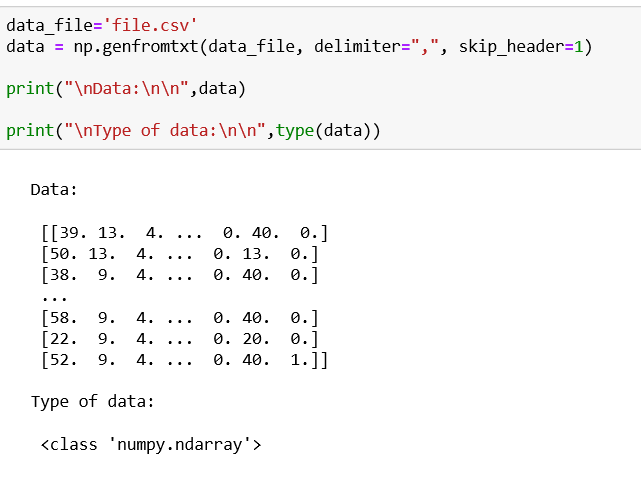 data_file='file.csv'
data = np.genfromtxt(data_file, delimiter=",", skip_header=1)
print("\nData:\n\n",data)
print("\nType of data:\n\n",type(data))
Data:
[[39. 13.  4. ...  0. 40.  0.]
[50. 13.  4. ...  0. 13.  0.]
[38.  9.  4. ...  0. 40.  0.]
...
[58.  9.  4. ...  0. 40.  0.]
[22.  9.  4. ...  0. 20.  0.]
[52.  9.  4. ...  0. 40.  1.]]
Type of data:
<class 'numpy.ndarray'>